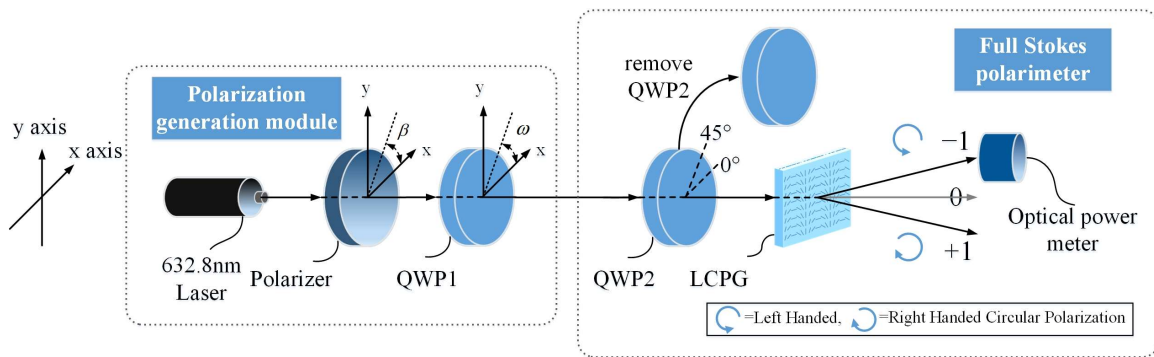 Full Stokes
polarimeter
remove
QWP2
Polarization
generation module
y
y
β
ω
x
x
y axis
x axis
45°
0°
−1
0
+1
Optical power
meter
632.8nm
Laser
Polarizer
QWP1
QWP2
LCPG
=Left Handed, =Right Handed Circular Polarization